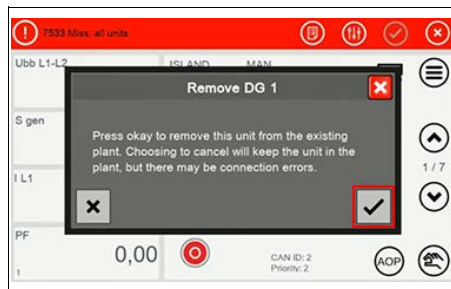 7533 Miss. all units
Ubb L1-L2
ISLAND MAN
Remove DG 1
S gen
Press okay to remove this unit from the existing
plant. Choosing to cancel will keep the unit in the
plant, but there may be connection errors.
I L1
1 / 7
PF
0,00
1
CAN ID: 2
Priority: 2
AOP